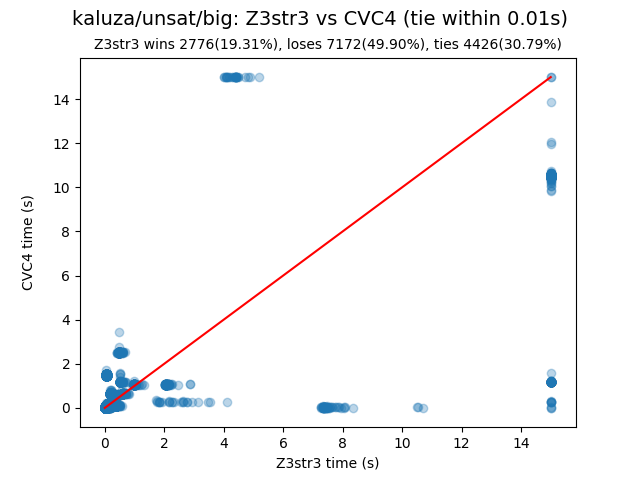 kaluza/unsat/big: Z3str3 vs CVC4 (tie within 0.01s)
Z3str3 wins 2776(19.31%), loses 7172(49.90%), ties 4426(30.79%)
14
12
10
8
6
4
2
0
CVC4 time (s)
0 2 4 6 8 10 12 14
Z3str3 time (s)